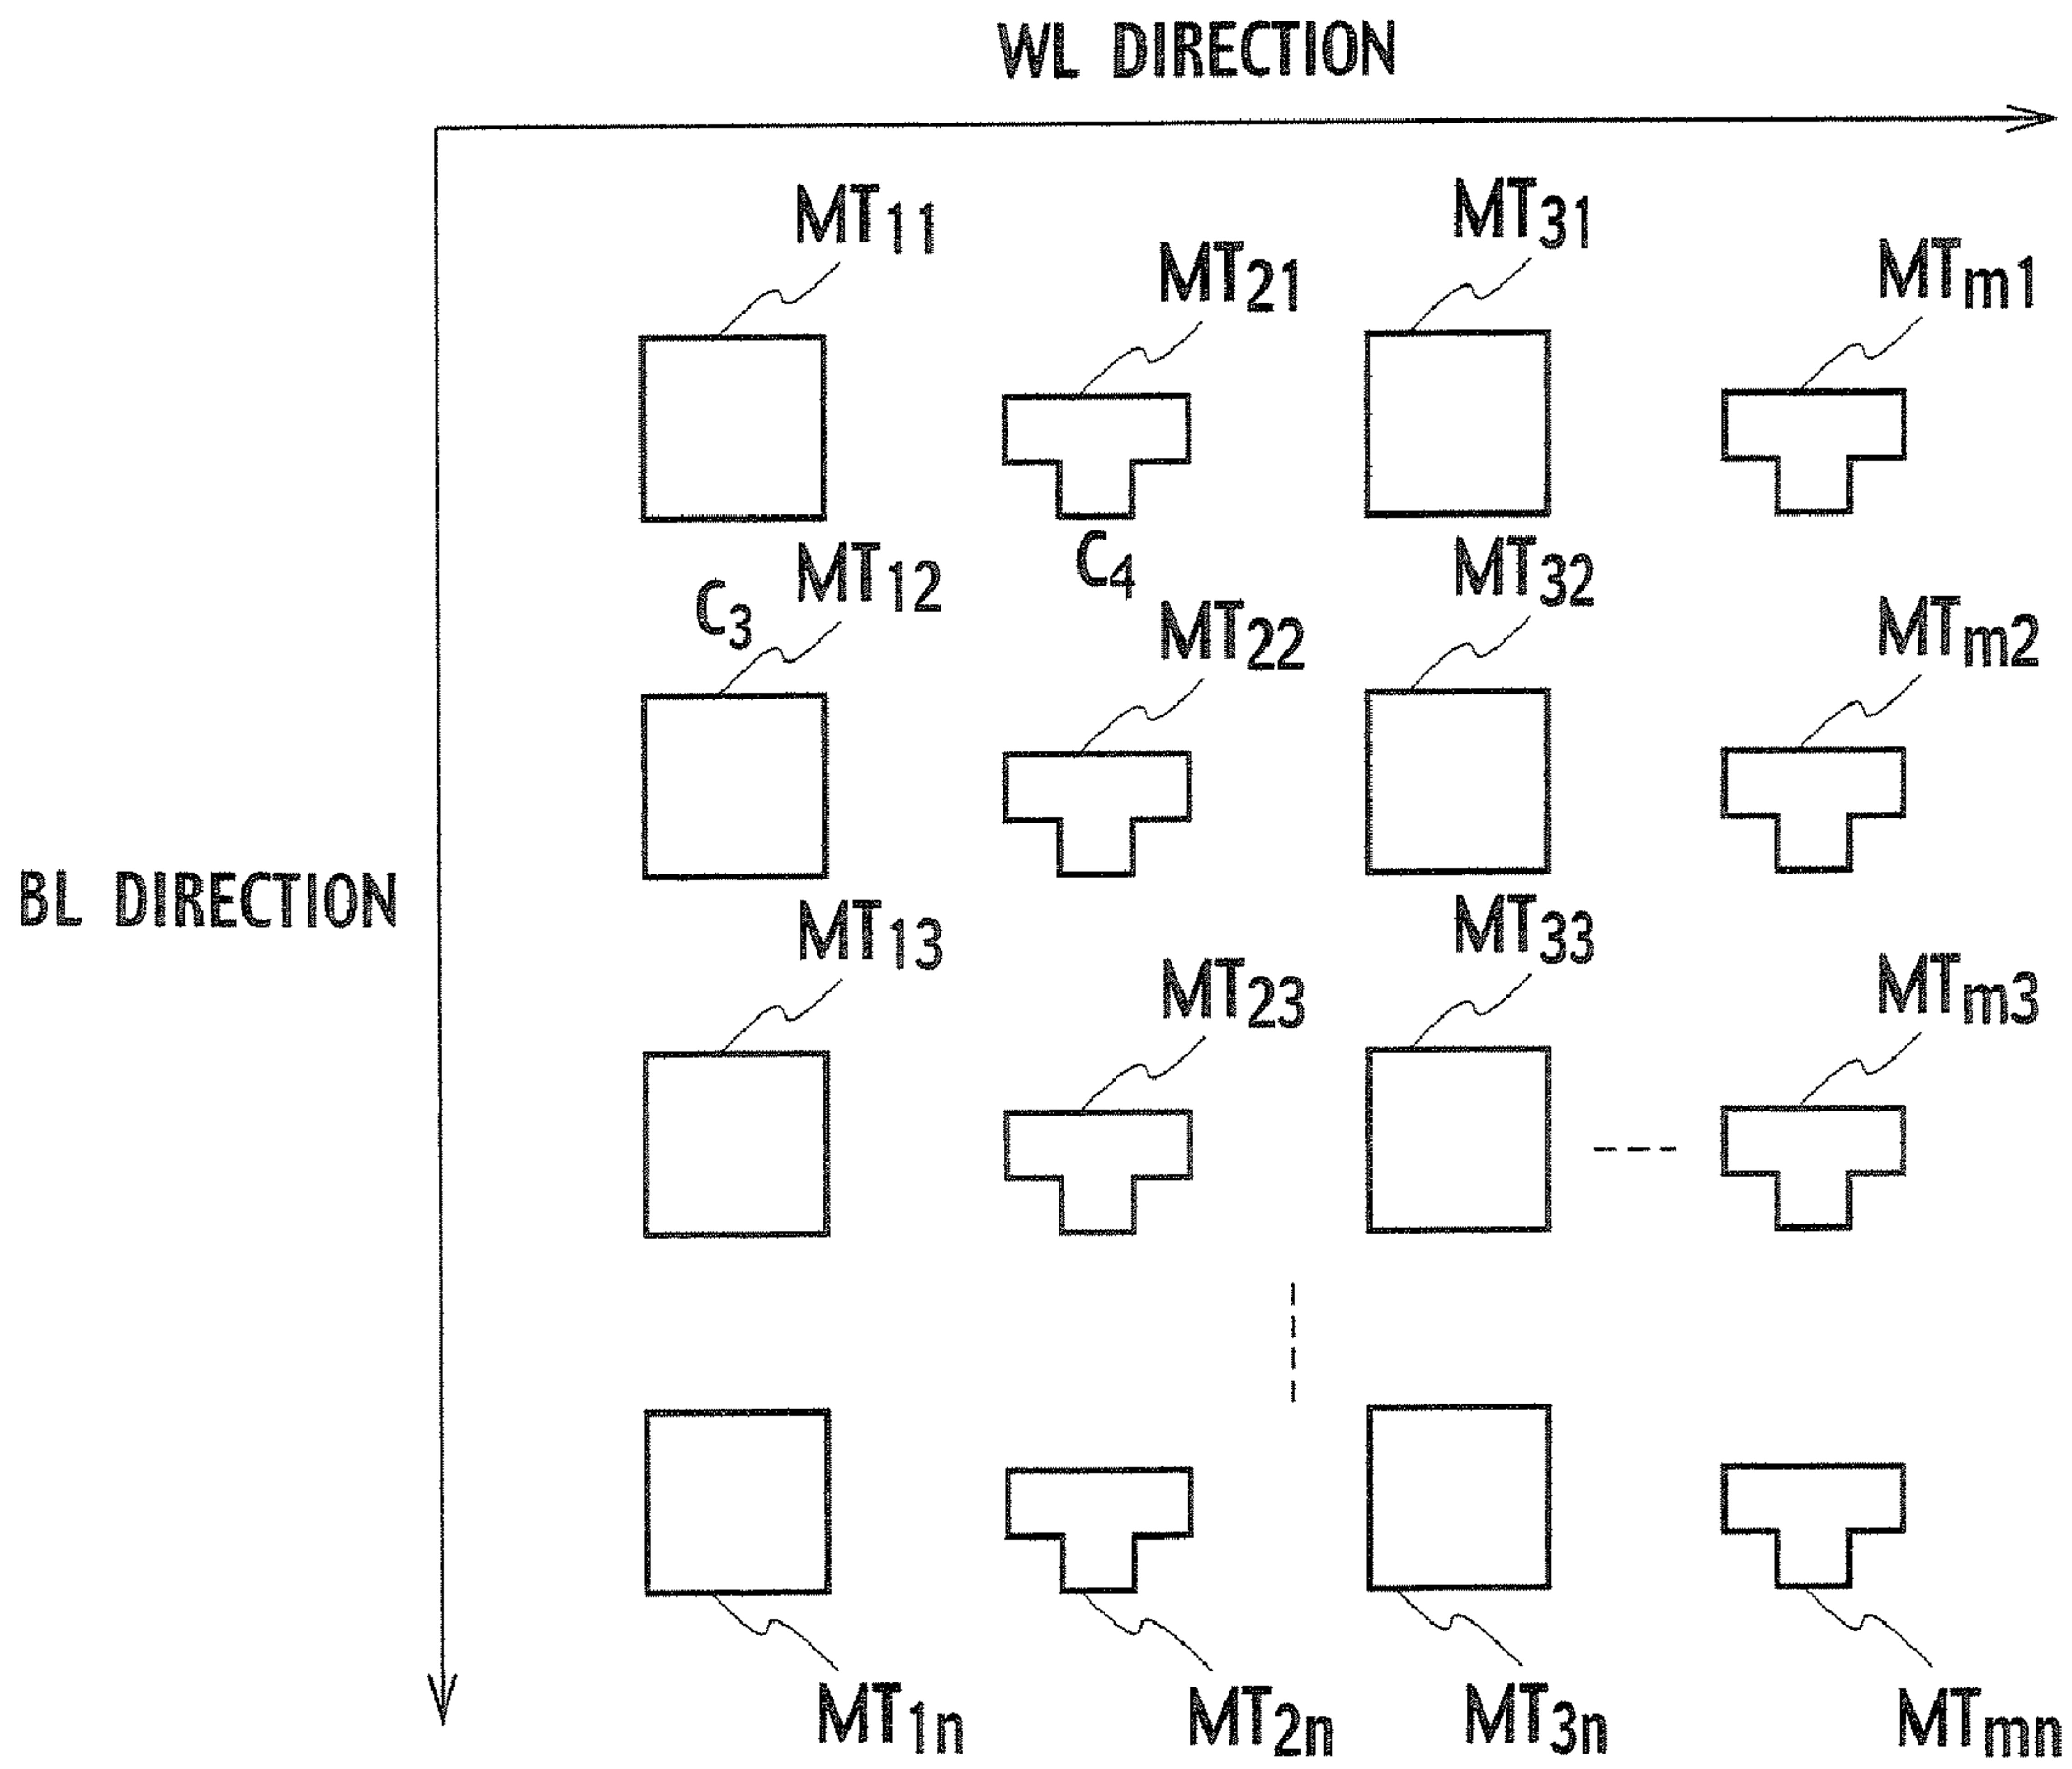 WL DIRECTION
MT11
MT21
MT31
MTm1
C3
MT12
C4
MT22
MT32
MTm2
BL DIRECTION
MT13
MT23
MT33
MTm3
MT1n
MT2n
MT3n
MTmn